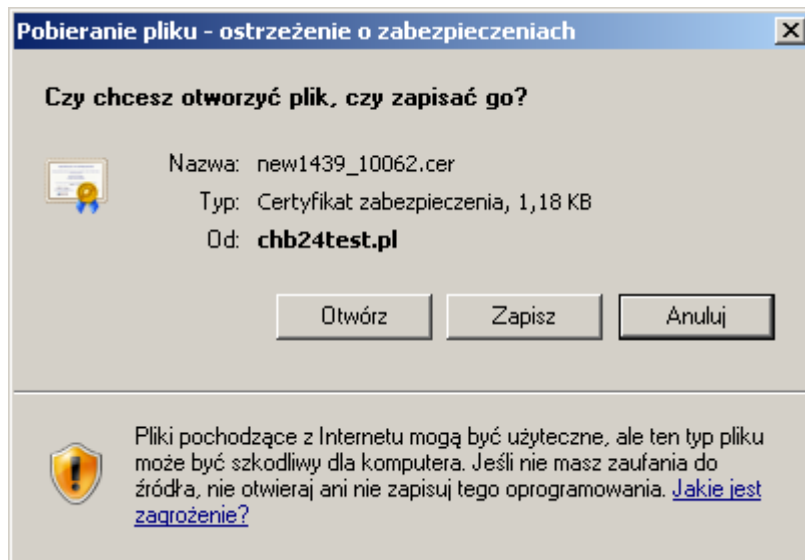 Pobieranie pliku - ostrzeżenie o zabezpieczeniach
Czy chcesz otworzyć plik, czy zapisać go?
Nazwa: new1439_10062.cer
Typ: Certyfikat zabezpieczenia, 1,18 KB
Od: chb24test.pl
Otwórz Zapisz Anuluj
Pliki pochodzące z Internetu mogą być użyteczne, ale ten typ pliku
może być szkodliwy dla komputera. Jeśli nie masz zaufania do
źródła, nie otwieraj ani nie zapisuj tego oprogramowania. Jakie jest
zagrożenie?